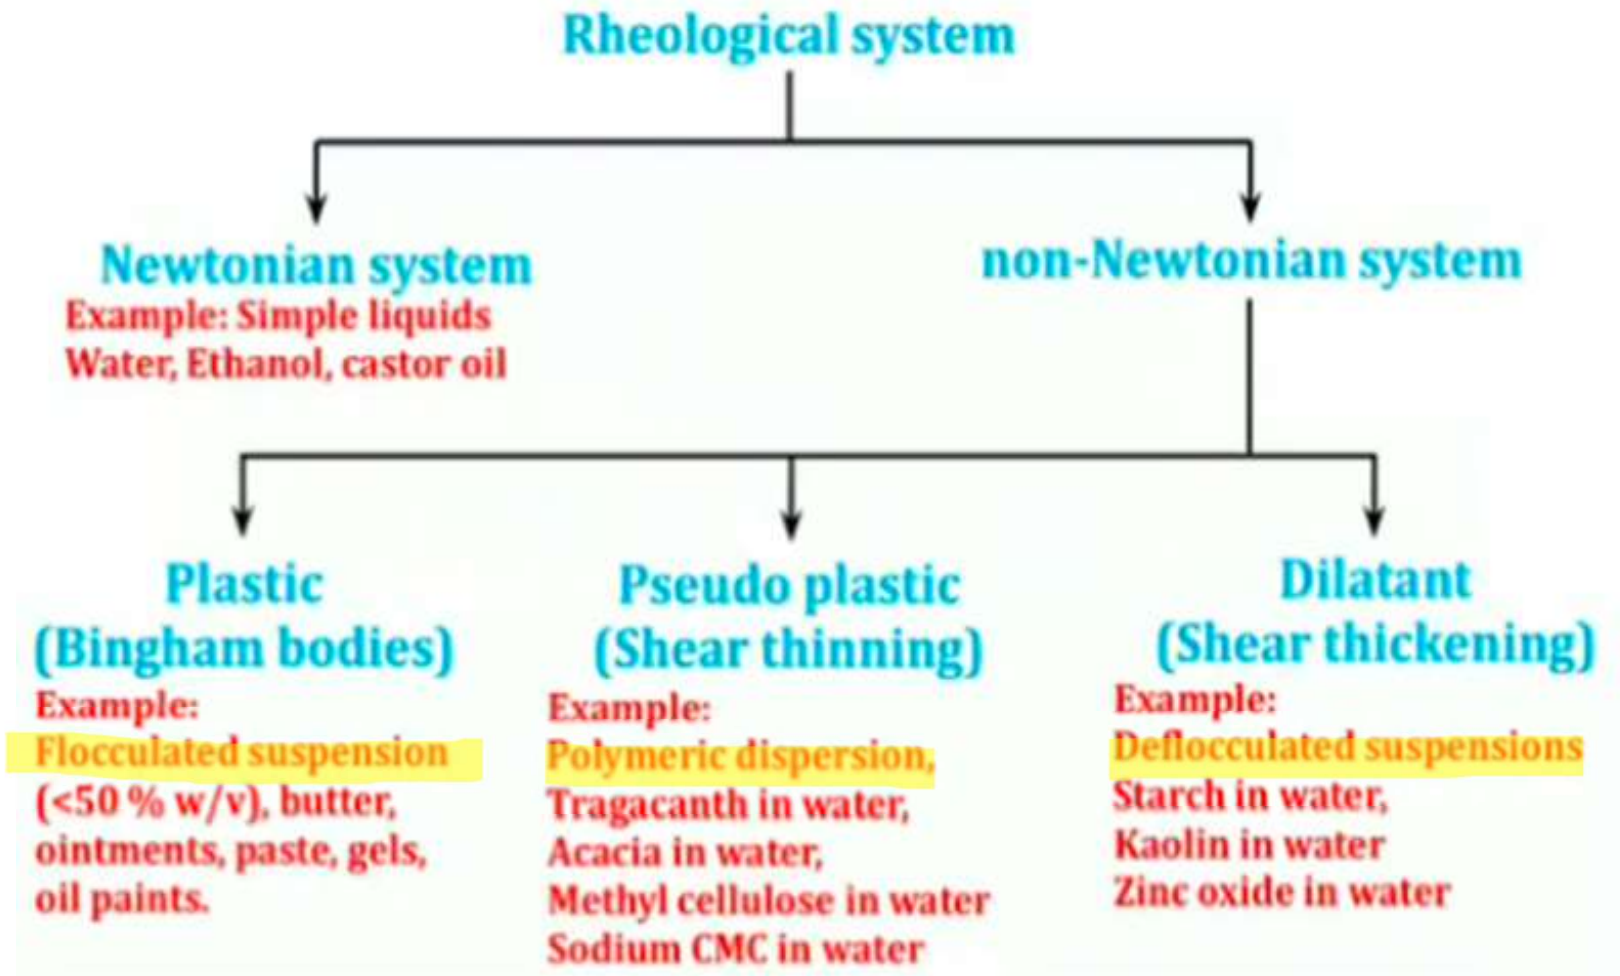 Rheological system
Newtonian system
Example: Simple liquids
Water, Ethanol, castor oil
non-Newtonian system
Plastic
(Bingham bodies)
Example:
Flocculated suspension
(<50 % w/v), butter,
ointments, paste, gels,
oil paints.
Pseudo plastic
(Shear thinning)
Example:
Polymeric dispersion,
Tragacanth in water,
Acacia in water,
Methyl cellulose in water
Sodium CMC in water
Dilatant
(Shear thickening)
Example:
Deflocculated suspensions
Starch in water,
Kaolin in water
Zinc oxide in water